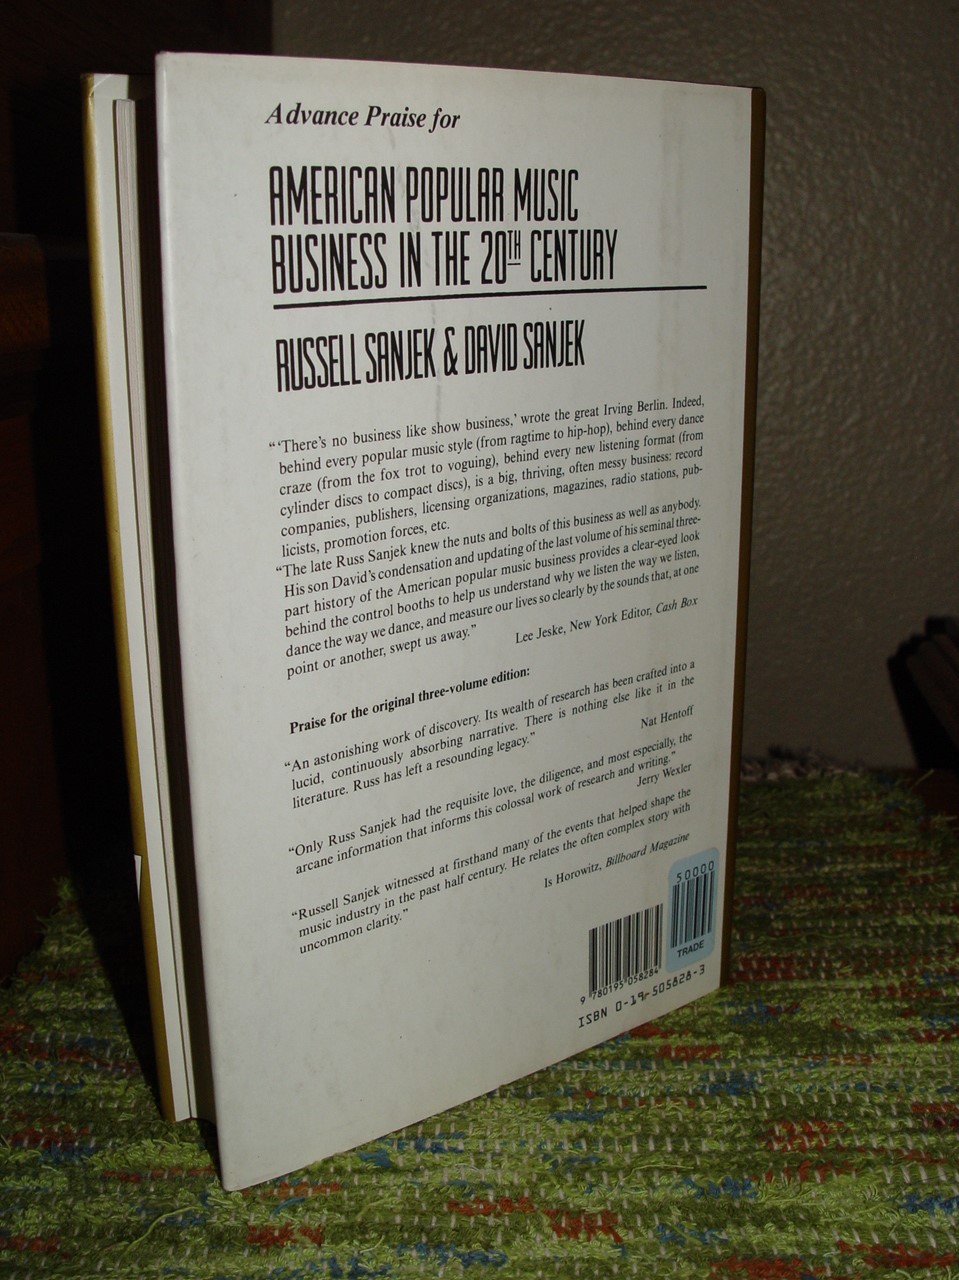 Advance Praise for
AMERICAN POPULAR MUSIC
BUSINESS IN THE 20TH CENTURY
RUSSELL SANJEK & DAVID SANJEK
“‘There’s no business like show business,’ wrote the great Irving Berlin. Indeed,
behind every popular music style (from ragtime to hip-hop), behind every dance
craze (from the fox trot to voguing), behind every new listening format (from
cylinder discs to compact discs), is a big, thriving, often messy business: record
companies, publishers, licensing organizations, magazines, radio stations, pub-
licists, promotion forces, etc.
“The late Russ Sanjek knew the nuts and bolts of this business as well as anybody.
His son David’s condensation and updating of the last volume of his seminal three-
part history of the American popular music business provides a clear-eyed look
behind the control booths to help us understand why we listen the way we listen,
dance the way we dance, and measure our lives so clearly by the sounds that, at one
point or another, swept us away.”
Lee Jeske, New York Editor, Cash Box
Praise for the original three-volume edition:
“An astonishing work of discovery. Its wealth of research has been crafted into a
lucid, continuously absorbing narrative. There is nothing else like it in the
literature. Russ has left a resounding legacy.”
Nat Hentoff
“Only Russ Sanjek had the requisite love, the diligence, and most especially, the
arcane information that informs this colossal work of research and writing.”
Jerry Wexler
“Russell Sanjek witnessed at firsthand many of the events that helped shape the
music industry in the past half century. He relates the often complex story with
uncommon clarity.”
Is Horowitz, Billboard Magazine
50000
TRADE
9 780195 058284
ISBN 0-19-505828-3